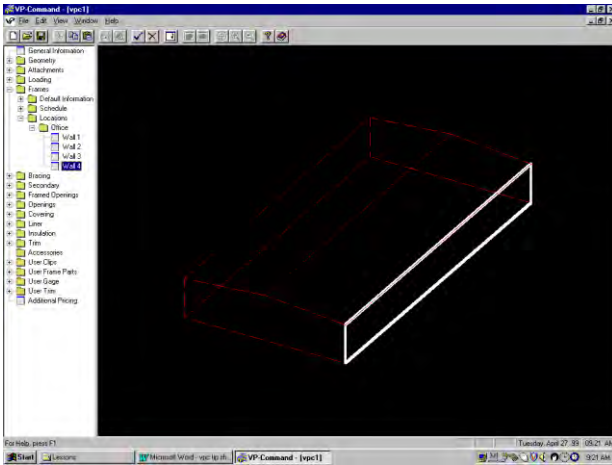 VP-Command - [vpc1]
File Edit View Window Help
General Information
Geometry
Attachments
Loading
Frames
Default Information
Schedule
Locations
Office
Wall 1
Wall 2
Wall 3
Wall 4
Bracing
Secondary
Framed Openings
Openings
Covering
Liner
Insulation
Trim
Accessories
User Clips
User Frame Parts
User Gage
User Trim
Additional Pricing
For Help, press F1
Tuesday, April 27 99 09:21 AM
Start Lessons Microsoft Word - vpc tip sh... VP-Command - [vpc1] 9:21 AM